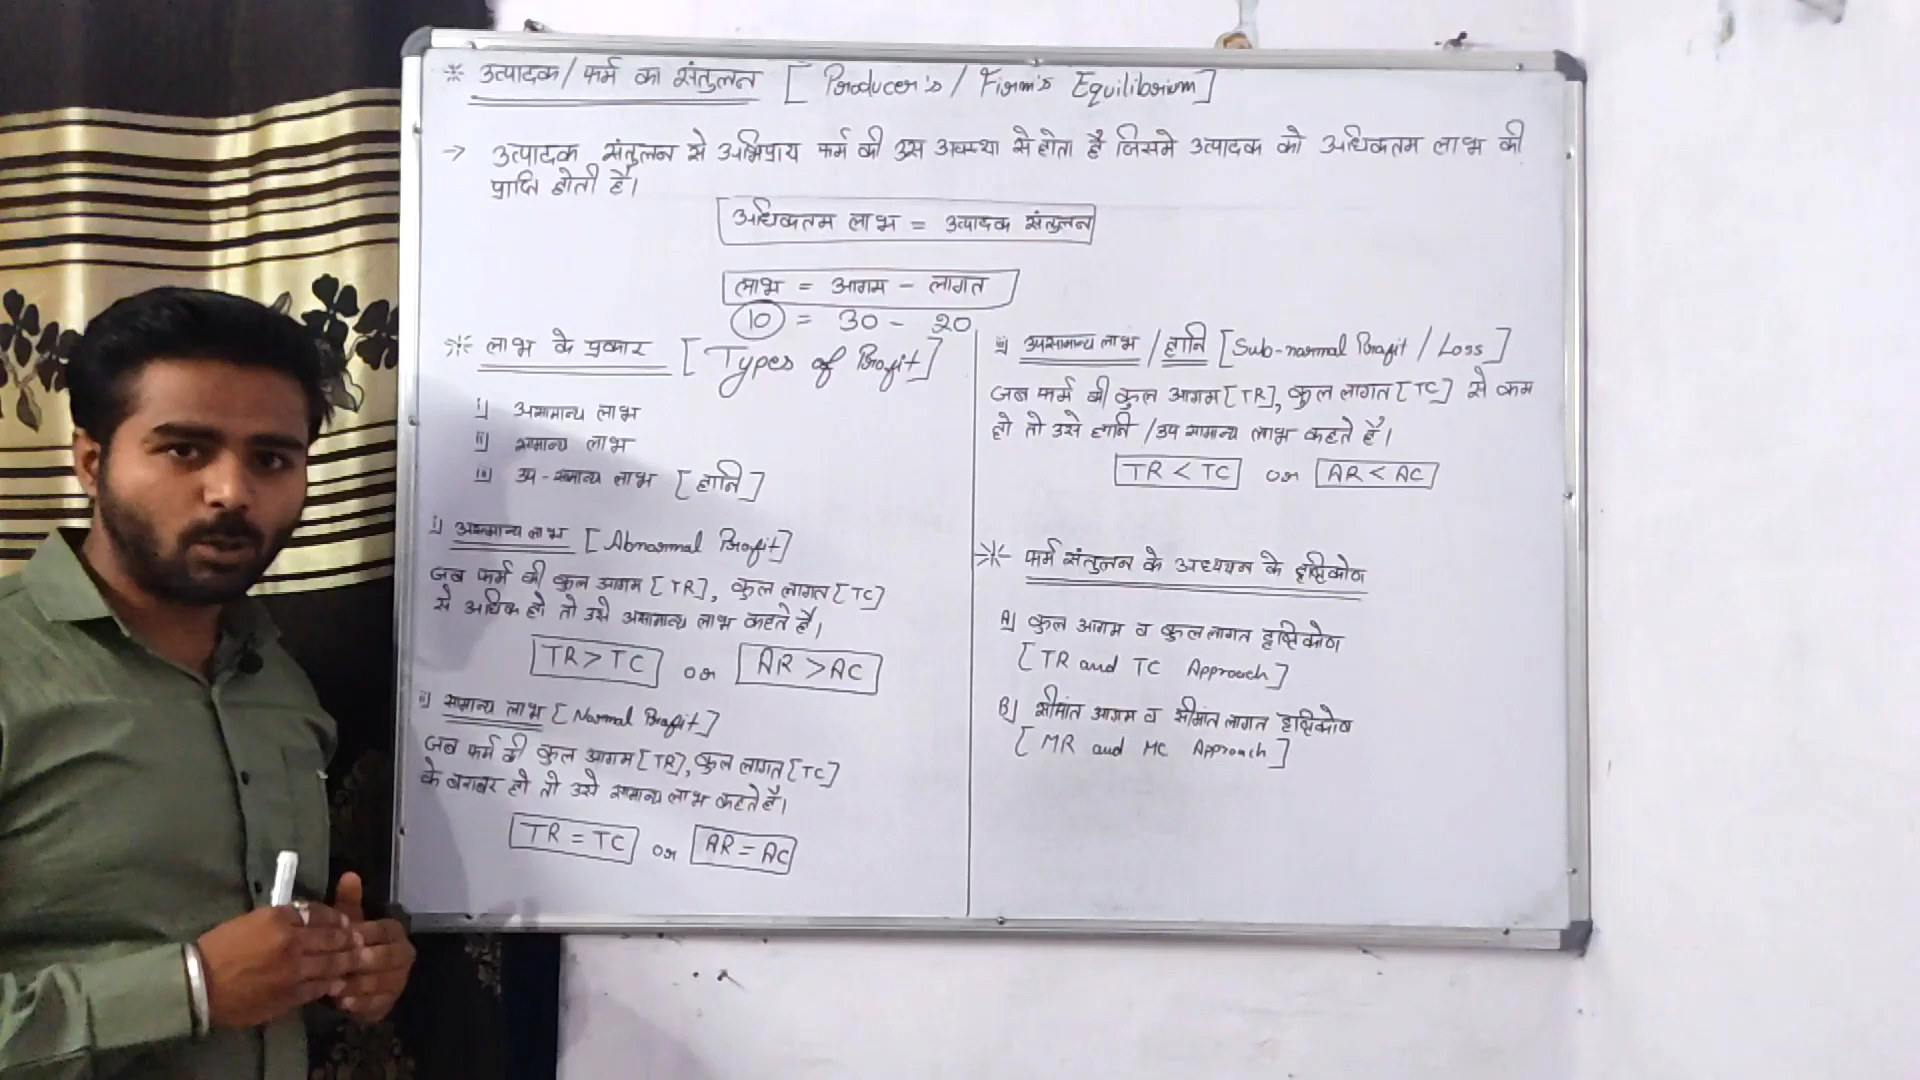 * उत्पादक / फर्म का संतुलन [ Producer's / Firm's Equilibrium ]
→ उत्पादक संतुलन से अभिप्राय फर्म की उस अवस्था से होता है जिसमे उत्पादक को अधिकतम लाभ की
प्राप्ति होती है।
अधिकतम लाभ = उत्पादक संतुलन
लाभ = आगम - लागत
10 = 30 - 20
* लाभ के प्रकार [ Types of Profit ]
i] असामान्य लाभ
ii] सामान्य लाभ
iii] उप-सामान्य लाभ [ हानि ]
i] असामान्य लाभ [ Abnormal Profit ]
जब फर्म की कुल आगम [ TR ], कुल लागत [ TC ]
से अधिक हो तो उसे असामान्य लाभ कहते है।
TR > TC or AR > AC
ii] सामान्य लाभ [ Normal Profit ]
जब फर्म की कुल आगम [ TR ], कुल लागत [ TC ]
के बराबर हो तो उसे सामान्य लाभ कहते है।
TR = TC or AR = AC
iii] उपसामान्य लाभ / हानि [ Sub-normal Profit / Loss ]
जब फर्म की कुल आगम [ TR ], कुल लागत [ TC ] से कम
हो तो उसे हानि / उप सामान्य लाभ कहते है।
TR < TC or AR < AC
* फर्म संतुलन के अध्ययन के दृष्टिकोण
A] कुल आगम व कुल लागत दृष्टिकोण
[ TR and TC Approach ]
B] सीमांत आगम व सीमांत लागत दृष्टिकोण
[ MR and MC Approach ]